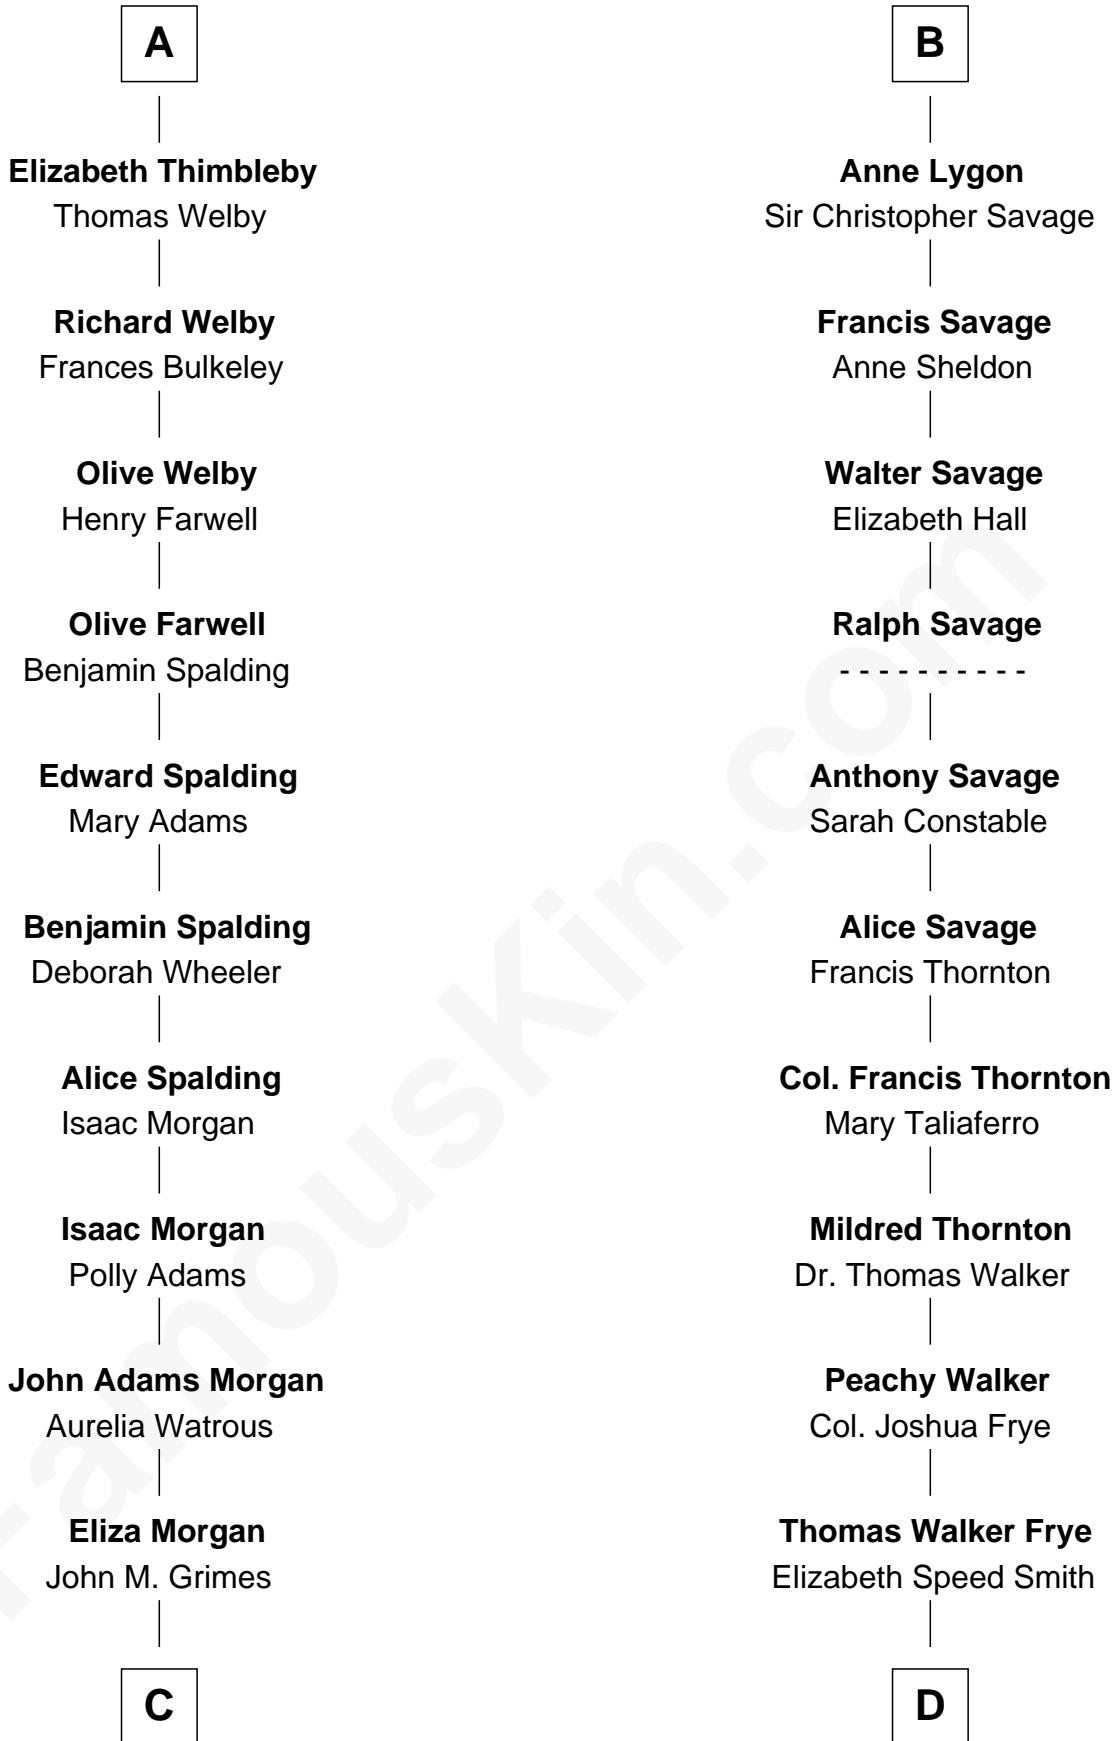 A
Elizabeth Thimbleby
Thomas Welby
Richard Welby
Frances Bulkeley
Olive Welby
Henry Farwell
Olive Farwell
Benjamin Spalding
Edward Spalding
Mary Adams
Benjamin Spalding
Deborah Wheeler
Alice Spalding
Isaac Morgan
Isaac Morgan
Polly Adams
John Adams Morgan
Aurelia Watrous
Eliza Morgan
John M. Grimes
C
B
Anne Lygon
Sir Christopher Savage
Francis Savage
Anne Sheldon
Walter Savage
Elizabeth Hall
Ralph Savage
- - - - - - - - - -
Anthony Savage
Sarah Constable
Alice Savage
Francis Thornton
Col. Francis Thornton
Mary Taliaferro
Mildred Thornton
Dr. Thomas Walker
Peachy Walker
Col. Joshua Frye
Thomas Walker Frye
Elizabeth Speed Smith
D
FamousKin.com